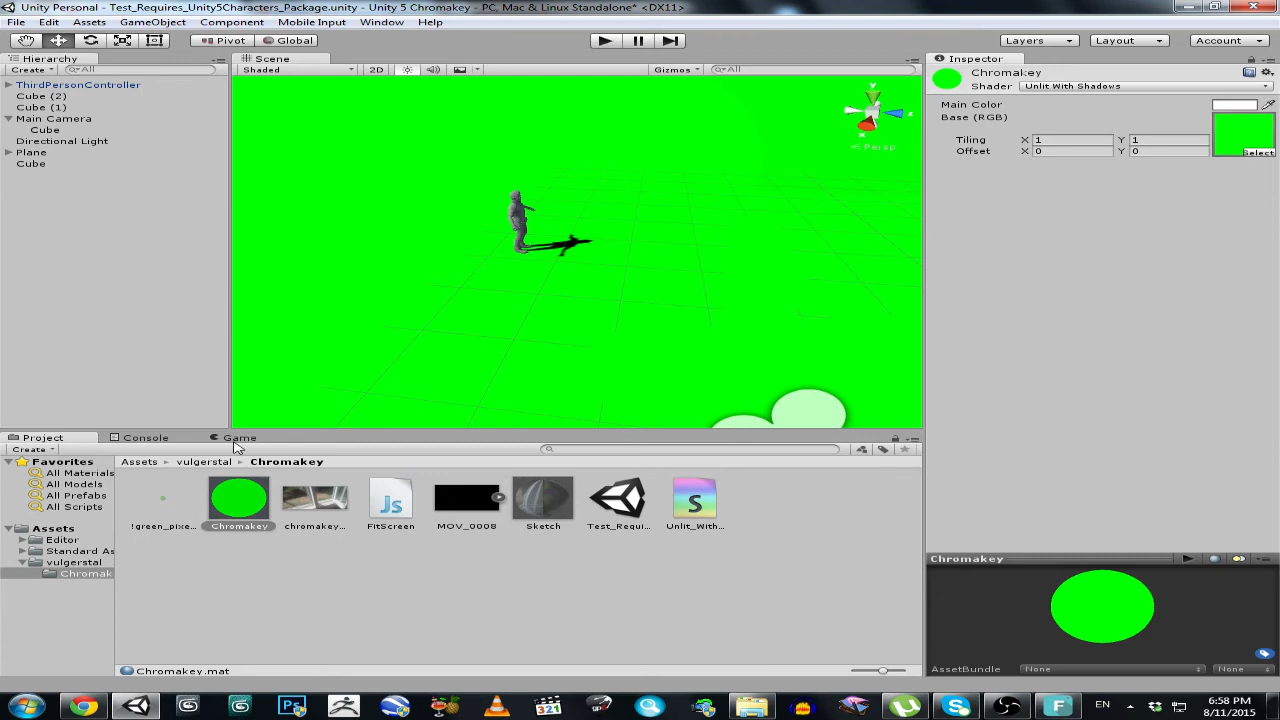 Unity Personal - Test_Requires_Unity5Characters_Package.unity - Unity 5 Chromakey - PC, Mac & Linux Standalone* <DX11>
File Edit Assets GameObject Component Mobile Input Window Help
Pivot Global Layers Layout Account
Hierarchy
Create All
ThirdPersonController
Cube (2)
Cube (1)
Main Camera
Cube
Directional Light
Plane
Cube
Scene
Shaded 2D Gizmos All
y
z
x
Persp
Inspector
Chromakey
Shader Unlit With Shadows
Main Color
Base (RGB)
Tiling X 1 Y 1
Offset X 0 Y 0
Select
Project Console Game
Create
Favorites
All Materials
All Models
All Prefabs
All Scripts
Assets
Editor
Standard As
vulgerstal
Chromak
Assets vulgerstal Chromakey
!green_pixe...
Chromakey
chromakey...
Js
FitScreen
MOV_0008
Sketch
Test_Requi...
S
Unlit_With...
Chromakey.mat
Chromakey
AssetBundle None None
321
EN
6:58 PM
8/11/2015